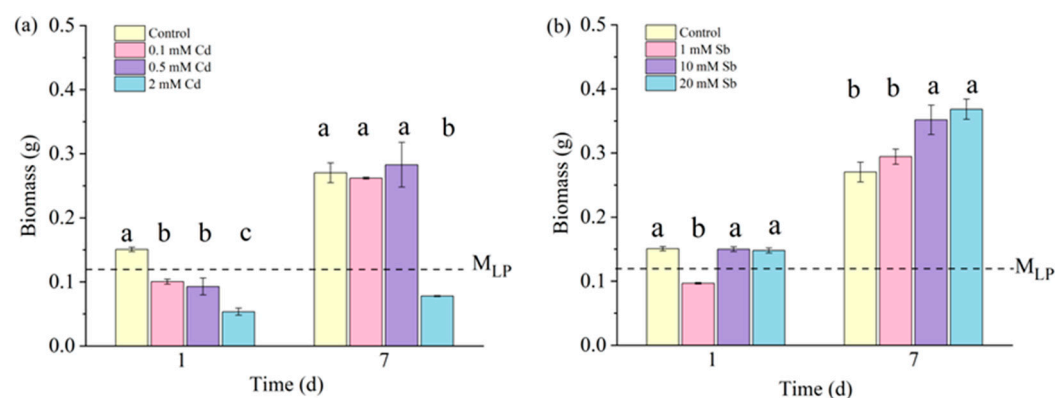 (a)
0.5
0.4
0.3
0.2
0.1
0.0
Biomass (g)
Control
0.1 mM Cd
0.5 mM Cd
2 mM Cd
a b b c
a a a b
M_LP
1 7
Time (d)
(b)
0.5
0.4
0.3
0.2
0.1
0.0
Biomass (g)
Control
1 mM Sb
10 mM Sb
20 mM Sb
a b a a
b b a a
M_LP
1 7
Time (d)